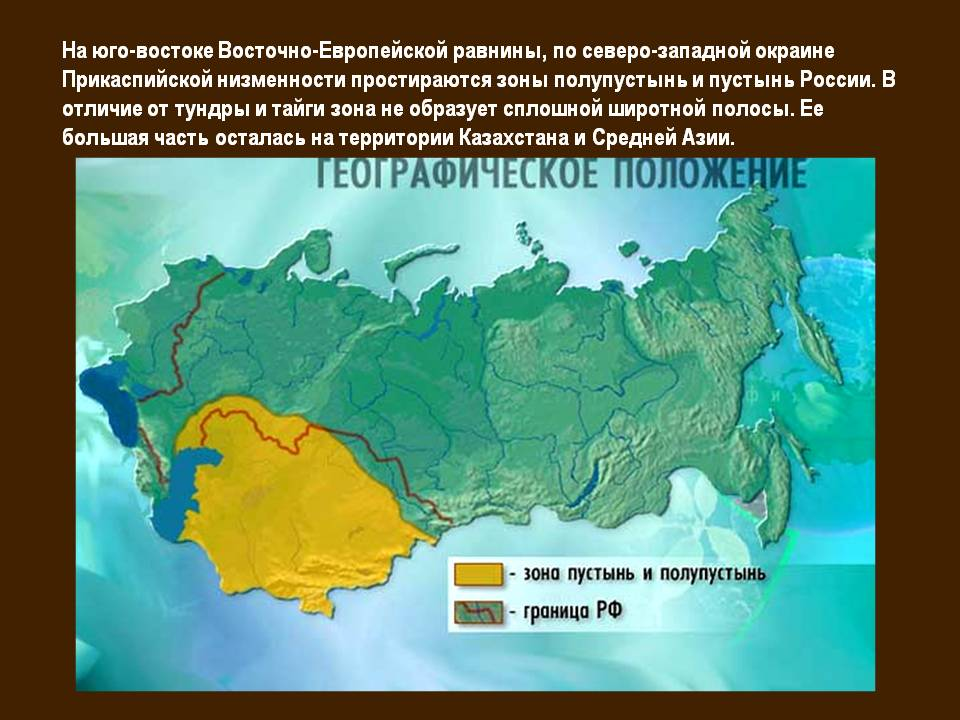 На юго-востоке Восточно-Европейской равнины, по северо-западной окраине
Прикаспийской низменности простираются зоны полупустынь и пустынь России. В
отличие от тундры и тайги зона не образует сплошной широтной полосы. Ее
большая часть осталась на территории Казахстана и Средней Азии.
ГЕОГРАФИЧЕСКОЕ ПОЛОЖЕНИЕ
- зона пустынь и полупустынь
- граница РФ